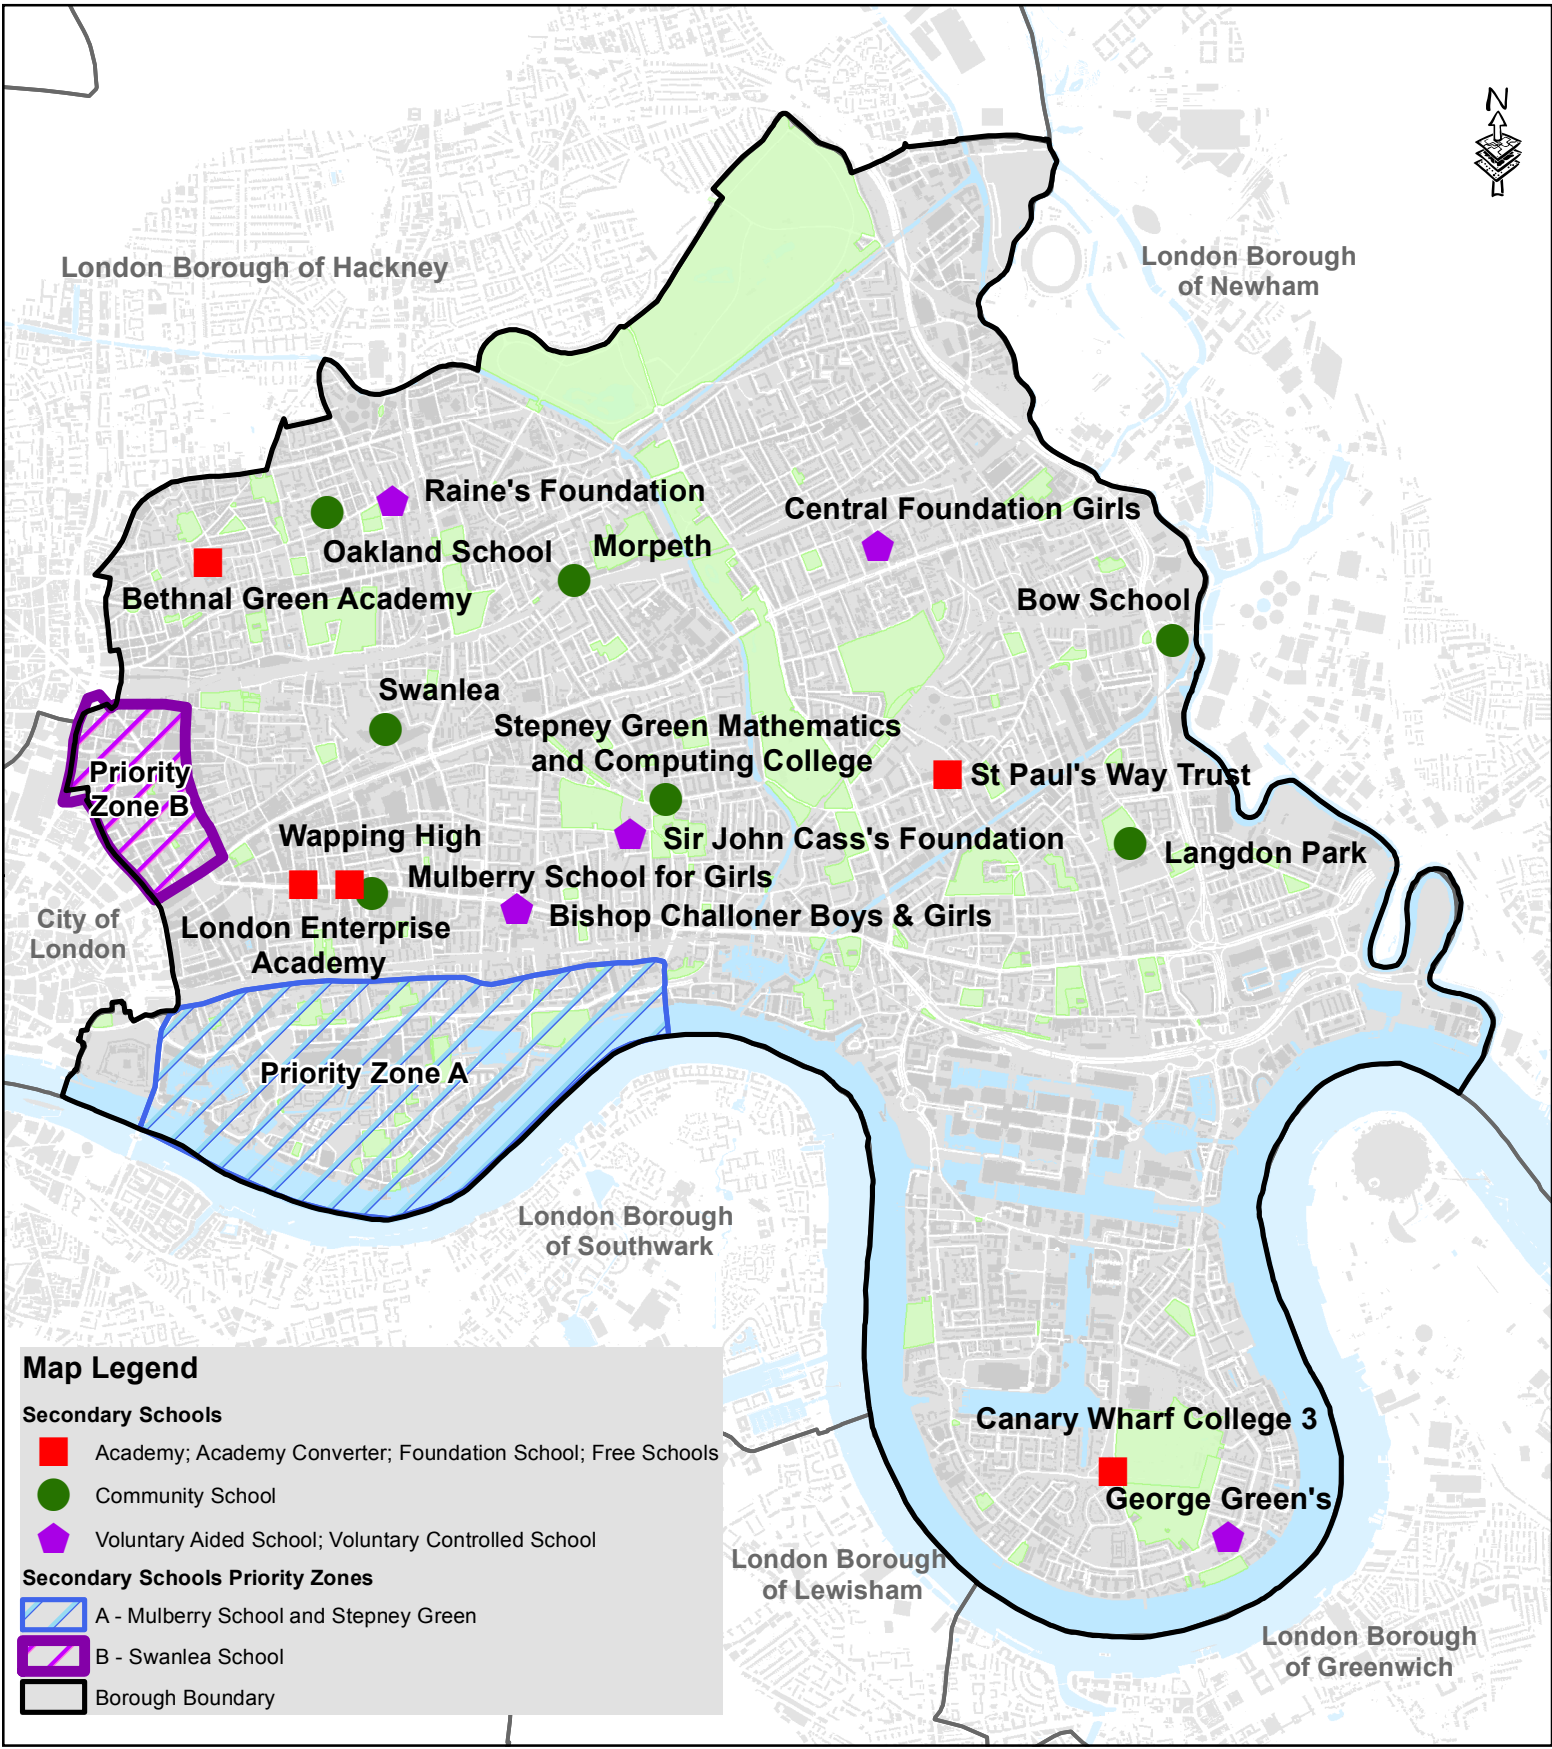 N
London Borough of Hackney
London Borough
of Newham
Raine's Foundation
Central Foundation Girls
Oakland School
Morpeth
Bethnal Green Academy
Bow School
Swanlea
Stepney Green Mathematics
and Computing College
Priority
Zone B
St Paul's Way Trust
Wapping High
Sir John Cass's Foundation
Langdon Park
Mulberry School for Girls
City of
London
London Enterprise
Academy
Bishop Challoner Boys & Girls
Priority Zone A
London Borough
of Southwark
Canary Wharf College 3
George Green's
London Borough
of Lewisham
London Borough
of Greenwich
Map Legend
Secondary Schools
Academy; Academy Converter; Foundation School; Free Schools
Community School
Voluntary Aided School; Voluntary Controlled School
Secondary Schools Priority Zones
A - Mulberry School and Stepney Green
B - Swanlea School
Borough Boundary